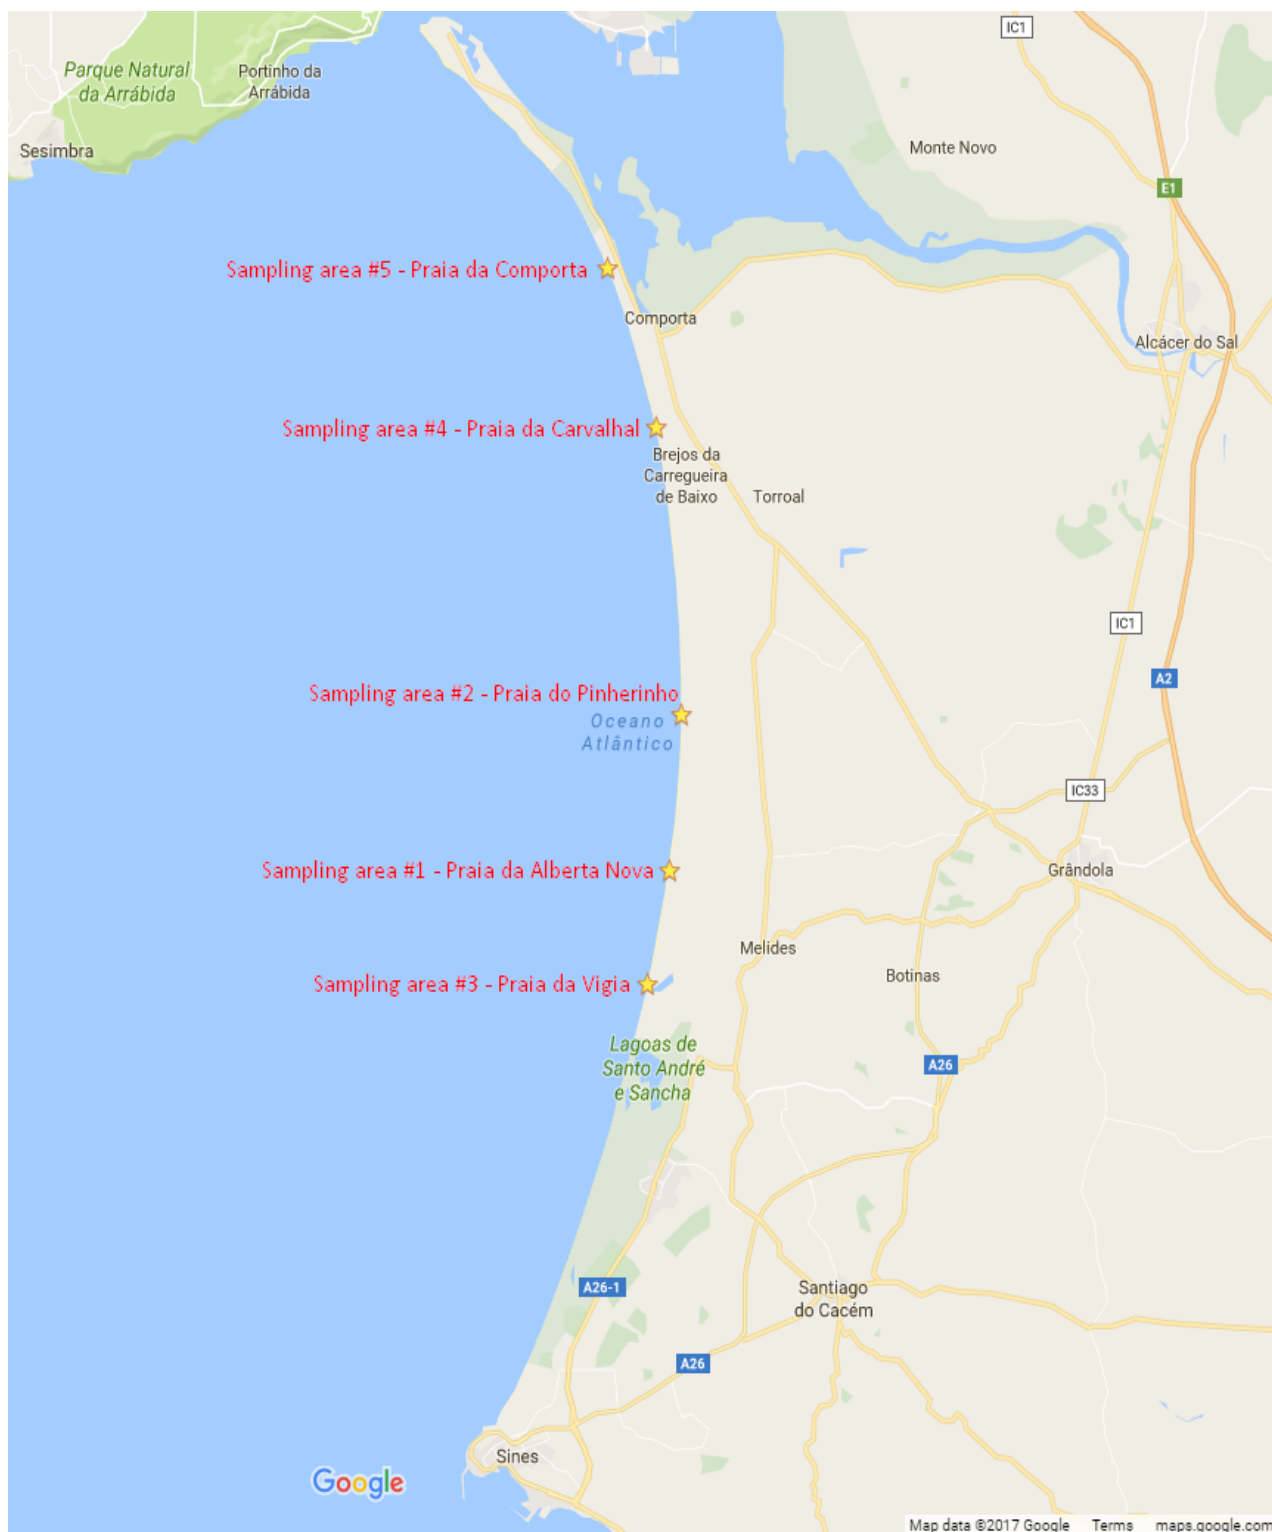 IC1
Parque Natural
da Arrábida
Portinho da
Arrábida
Sesimbra
Monte Novo
E1
Sampling area #5 - Praia da Comporta
Comporta
Alcácer do Sal
Sampling area #4 - Praia da Carvalhal
Brejos da
Carregueira
de Baixo
Torroal
IC1
A2
Sampling area #2 - Praia do Pinherinho
Oceano
Atlântico
IC33
Sampling area #1 - Praia da Alberta Nova
Grândola
Melides
Botinas
Sampling area #3 - Praia da Vigia
Lagoas de
Santo André
e Sancha
A26
A26-1
Santiago
do Cacém
A26
Sines
Google
Map data ©2017 Google Terms maps.google.com